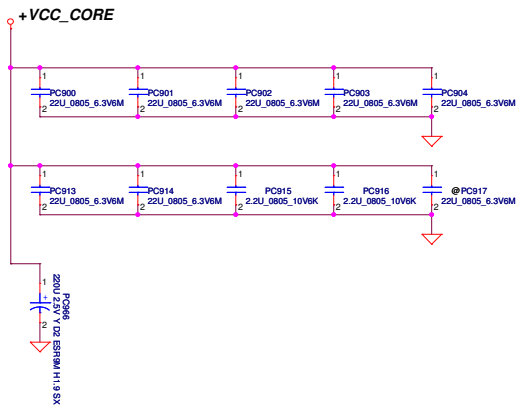 +VCC_CORE
1 1 1 1 1
PC900 PC901 PC902 PC903 PC904
22U_0805_6.3V6M 22U_0805_6.3V6M 22U_0805_6.3V6M 22U_0805_6.3V6M 22U_0805_6.3V6M
2 2 2 2 2
1 1 1 1 1
PC913 PC914 PC915 PC916 @PC917
22U_0805_6.3V6M 22U_0805_6.3V6M 2.2U_0805_10V6K 2.2U_0805_10V6K 22U_0805_6.3V6M
2 2 2 2 2
1
+
2
PC966
220U 2.5V Y D2 ESR9M H1.9 SX